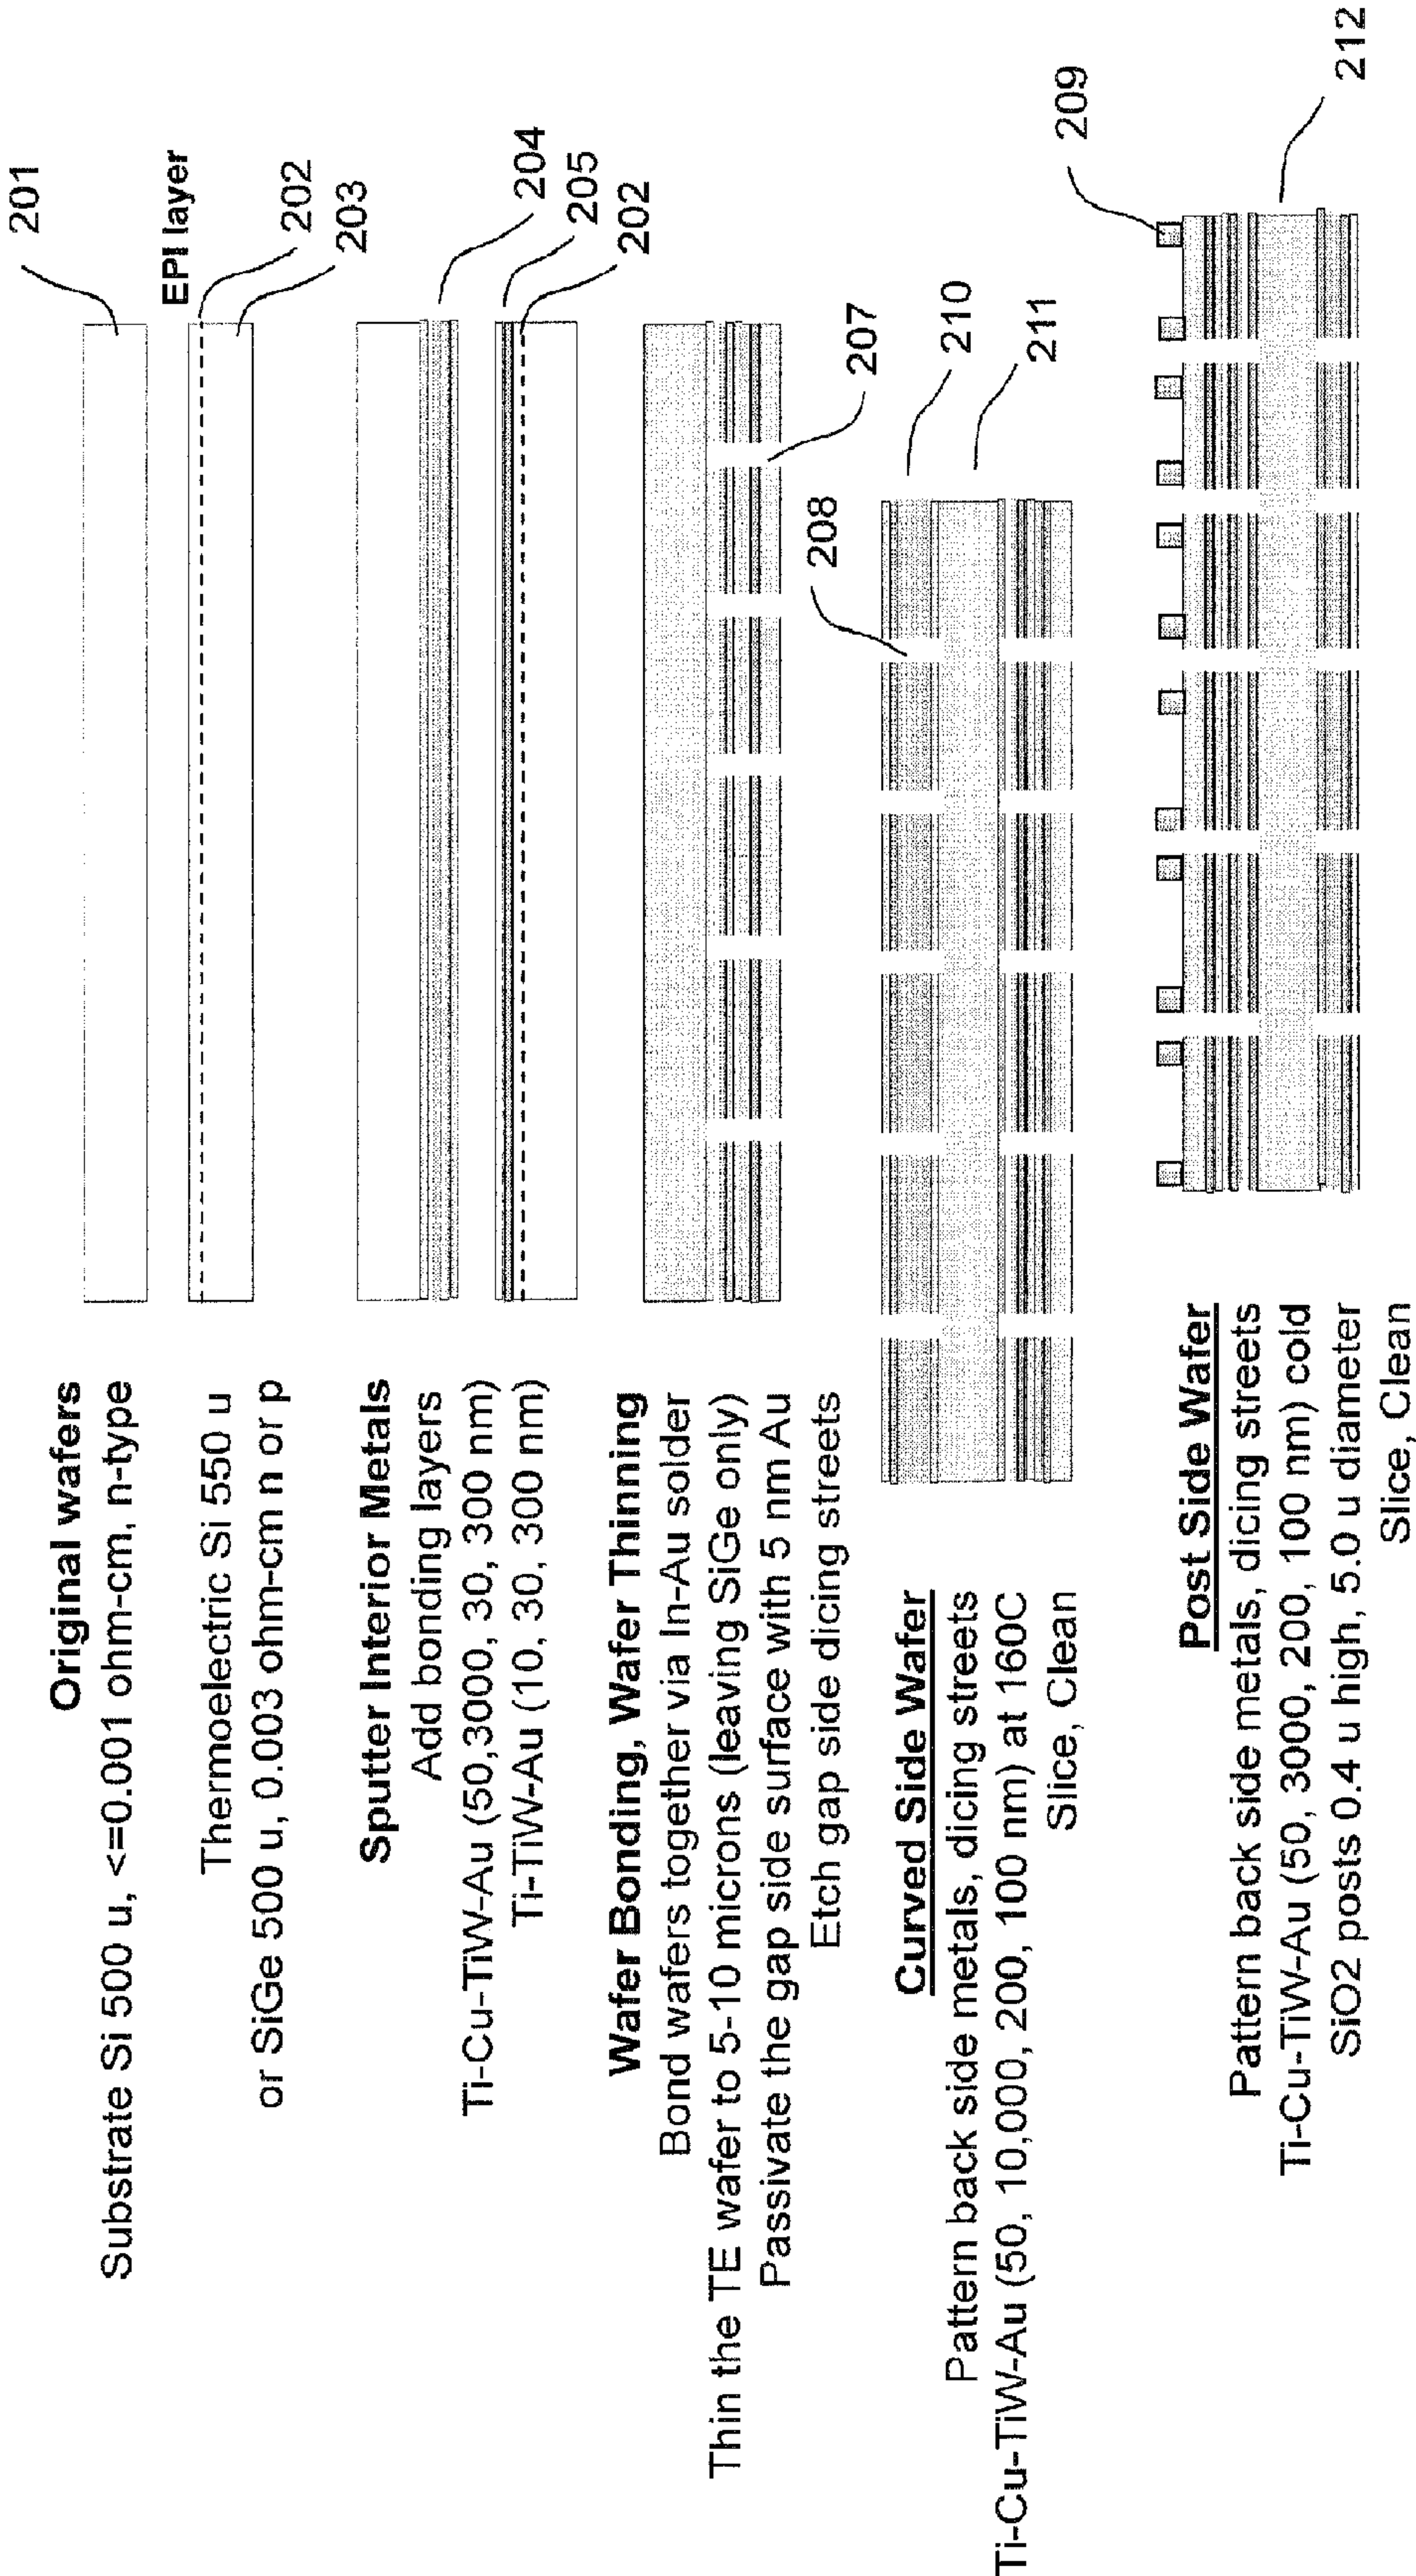 Original wafers
Substrate Si 500 u, <=0.001 ohm-cm, n-type
Thermoelectric Si 550 u
or SiGe 500 u, 0.003 ohm-cm n or p
201
EPI layer
202
203
Sputter Interior Metals
Add bonding layers
Ti-Cu-TiW-Au (50,3000, 30, 300 nm)
Ti-TiW-Au (10, 30, 300 nm)
204
205
202
Wafer Bonding, Wafer Thinning
Bond wafers together via In-Au solder
Thin the TE wafer to 5-10 microns (leaving SiGe only)
Passivate the gap side surface with 5 nm Au
Etch gap side dicing streets
207
Curved Side Wafer
Pattern back side metals, dicing streets
Ti-Cu-TiW-Au (50, 10,000, 200, 100 nm) at 160C
Slice, Clean
208
210
211
Post Side Wafer
Pattern back side metals, dicing streets
Ti-Cu-TiW-Au (50, 3000, 200, 100 nm) cold
SiO2 posts 0.4 u high, 5.0 u diameter
Slice, Clean
209
212